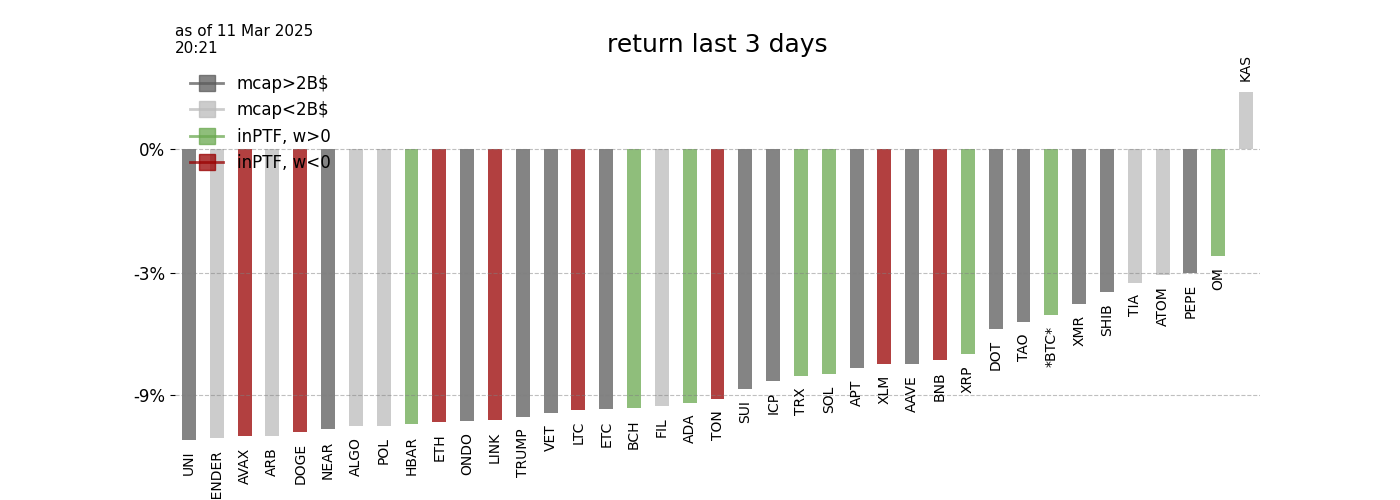 as of 11 Mar 2025
20:21
return last 3 days
mcap>2B$
mcap<2B$
inPTF, w>0
inPTF, w<0
0%
-3%
-9%
UNI
ENDER
AVAX
ARB
DOGE
NEAR
ALGO
POL
HBAR
ETH
ONDO
LINK
TRUMP
VET
LTC
ETC
BCH
FIL
ADA
TON
SUI
ICP
TRX
SOL
APT
XLM
AAVE
BNB
XRP
DOT
TAO
*BTC*
XMR
SHIB
TIA
ATOM
PEPE
OM
KAS